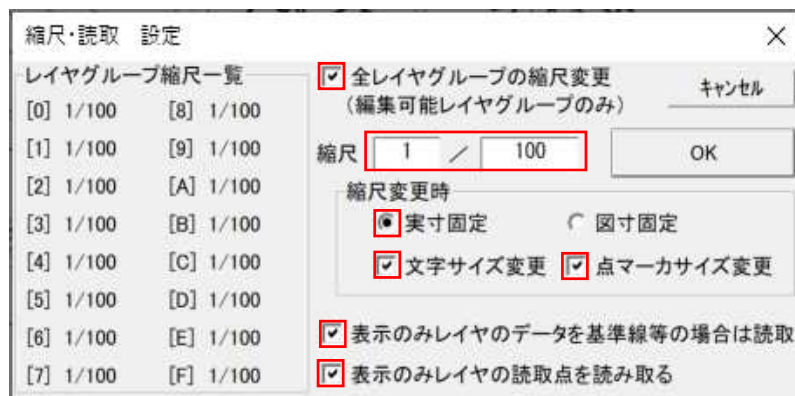 縮尺・読取 設定
レイヤグループ縮尺一覧
[0] 1/100 [8] 1/100
[1] 1/100 [9] 1/100
[2] 1/100 [A] 1/100
[3] 1/100 [B] 1/100
[4] 1/100 [C] 1/100
[5] 1/100 [D] 1/100
[6] 1/100 [E] 1/100
[7] 1/100 [F] 1/100
全レイヤグループの縮尺変更
（編集可能レイヤグループのみ）
キャンセル
縮尺 1 / 100
OK
縮尺変更時
実寸固定 図寸固定
文字サイズ変更 点マーカサイズ変更
表示のみレイヤのデータを基準線等の場合は読取
表示のみレイヤの読取点を読み取る